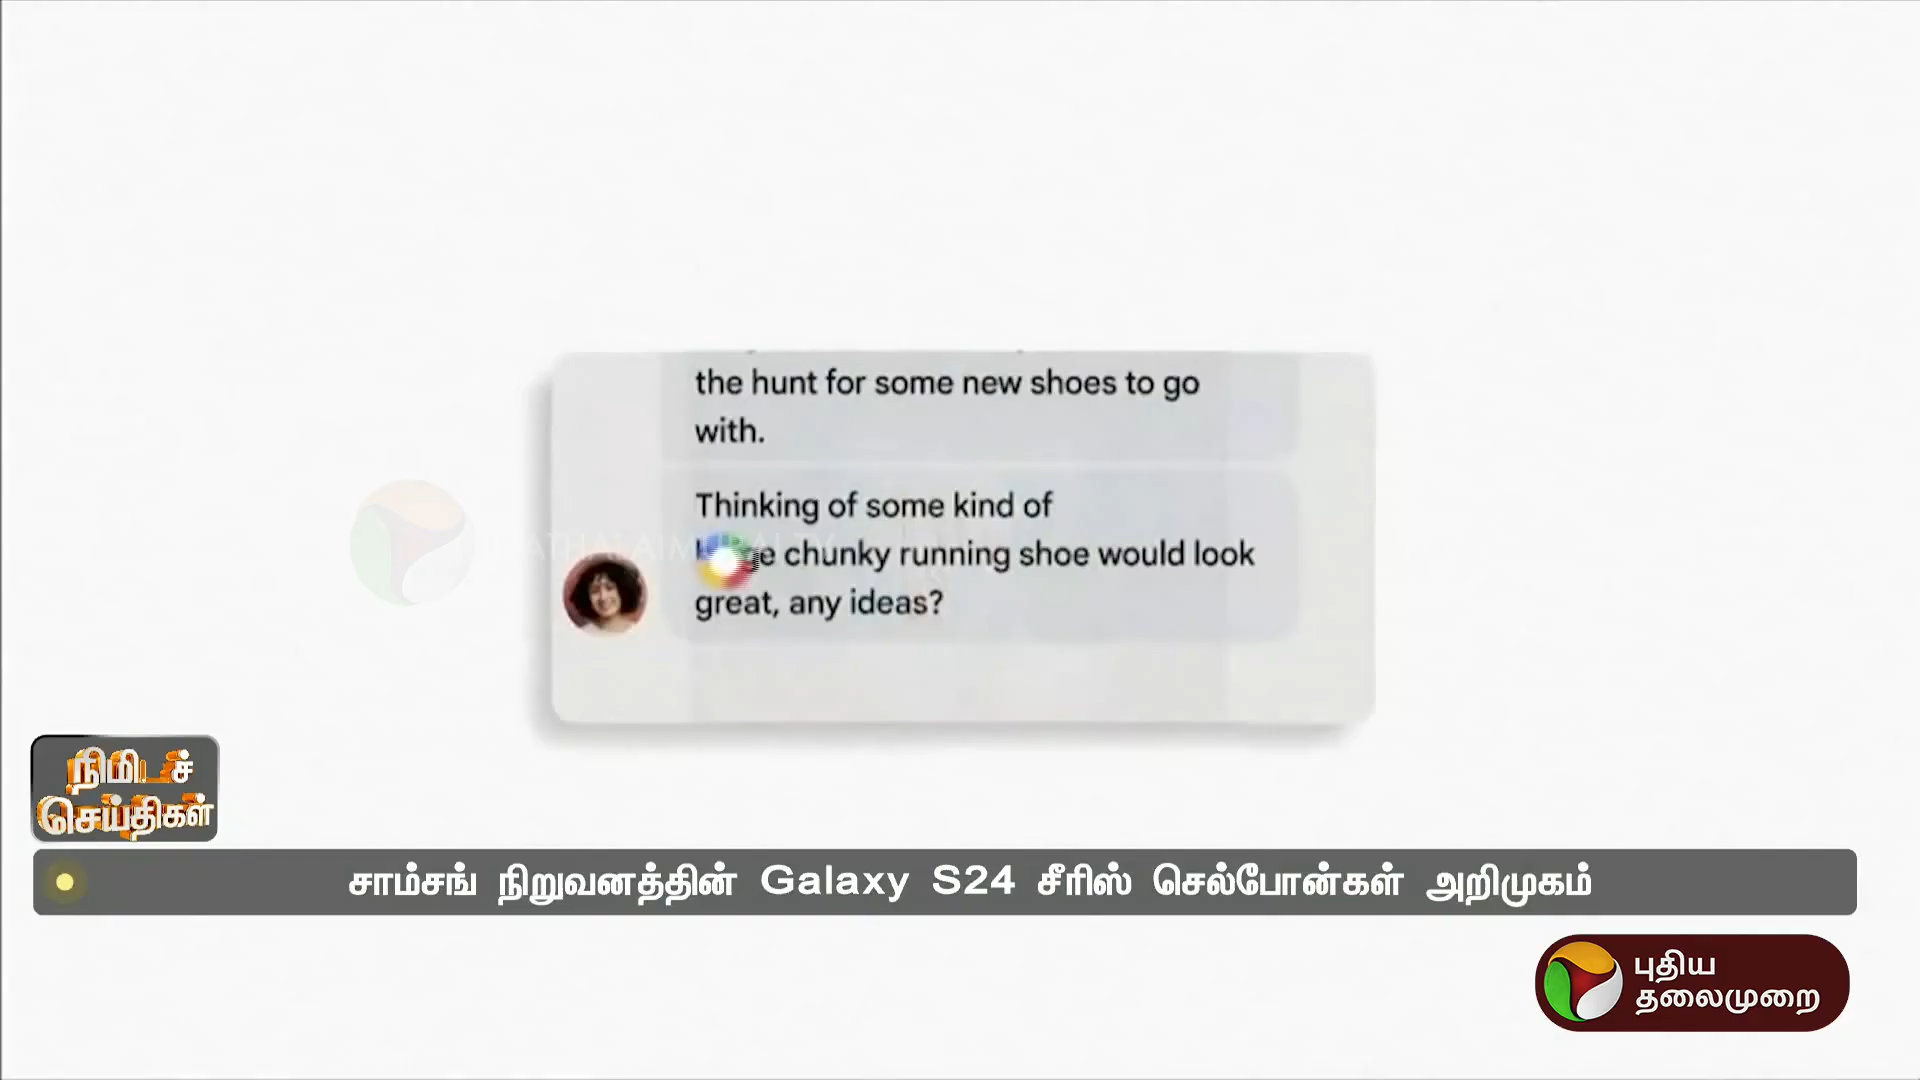 the hunt for some new shoes to go
with.
Thinking of some kind of
chunky running shoe would look
great, any ideas?
நிமிடச்
செய்திகள்
சாம்சங் நிறுவனத்தின் Galaxy S24 சீரிஸ் செல்போன்கள் அறிமுகம்
புதிய
தலைமுறை